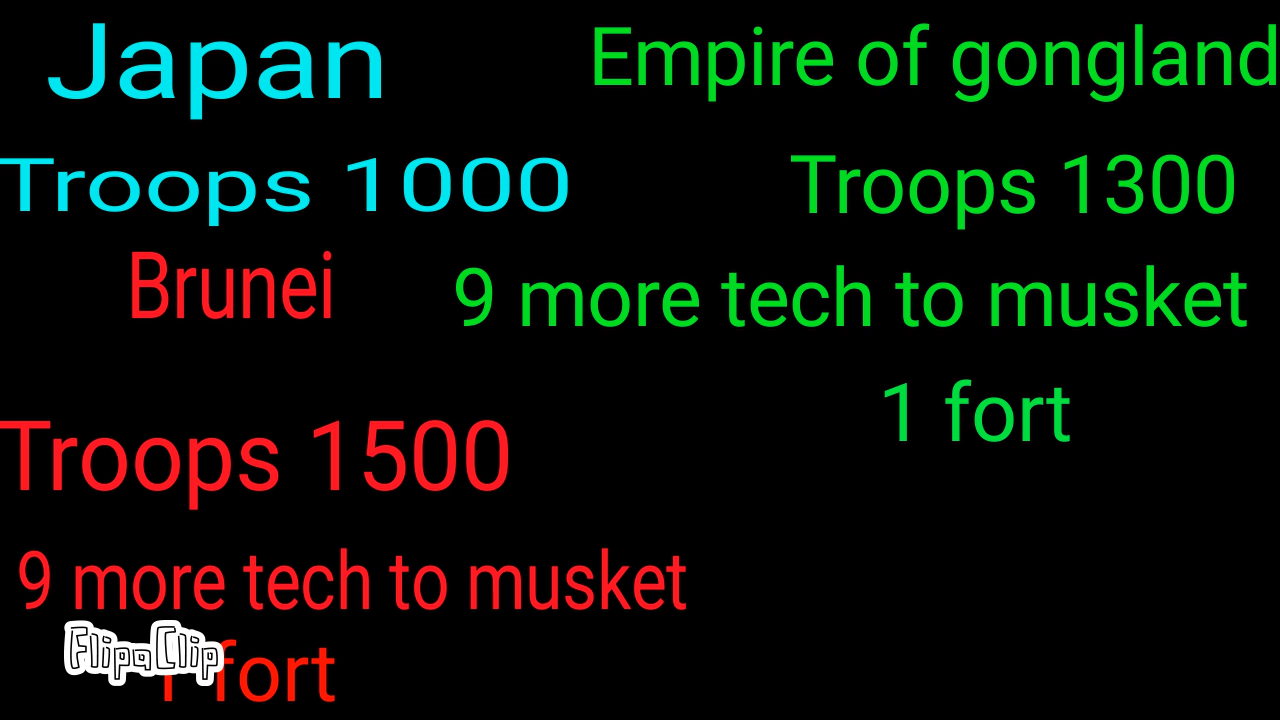 Japan
Troops 1000
Brunei
Troops 1500
9 more tech to musket
1 fort
FlipaClip
Empire of gongland
Troops 1300
9 more tech to musket
1 fort